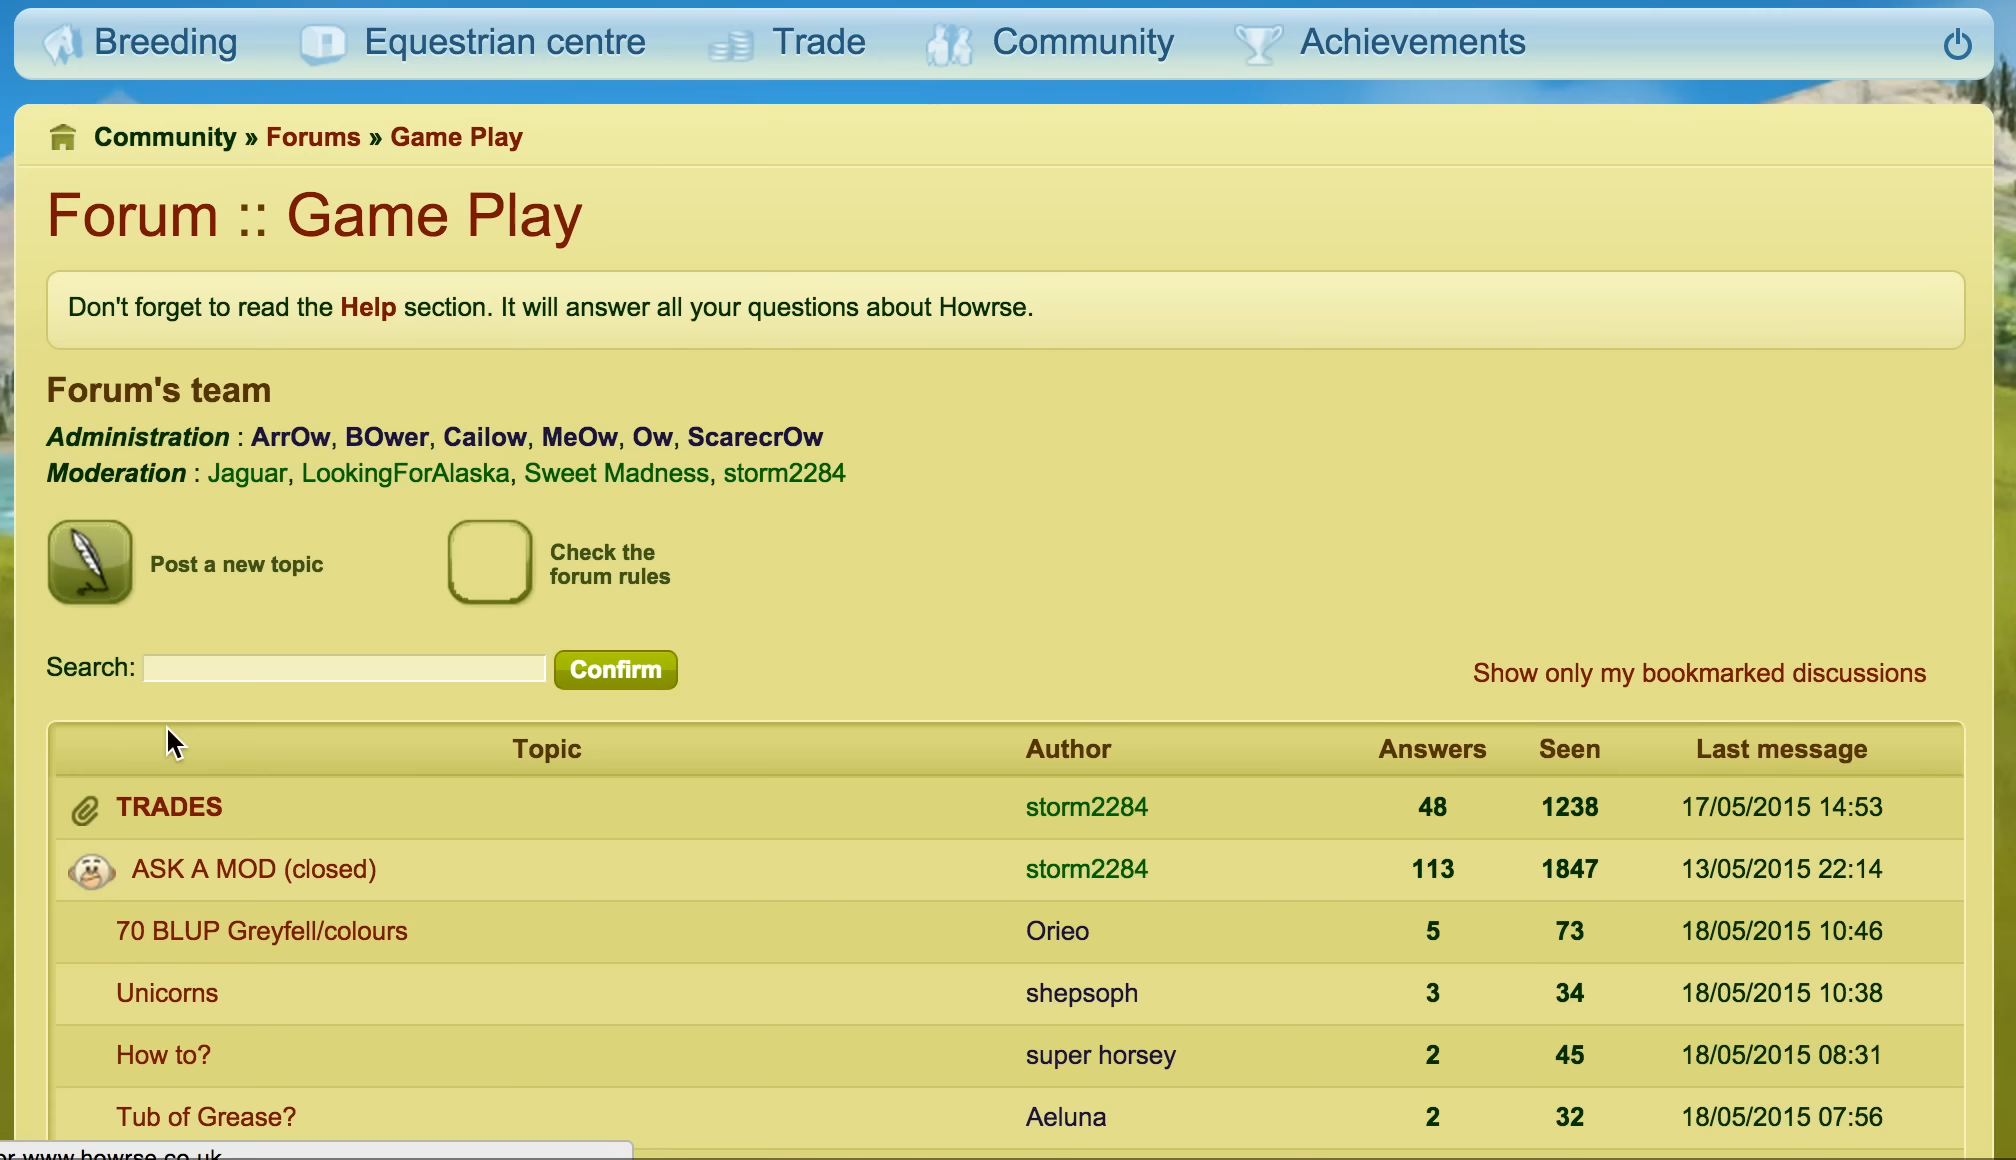 Breeding Equestrian centre Trade Community Achievements
Community » Forums » Game Play
Forum :: Game Play
Don't forget to read the Help section. It will answer all your questions about Howrse.
Forum's team
Administration : ArrOw, BOwer, Cailow, MeOw, Ow, ScarecrOw
Moderation : Jaguar, LookingForAlaska, Sweet Madness, storm2284
Post a new topic
Check the
forum rules
Search: Confirm Show only my bookmarked discussions
Topic Author Answers Seen Last message
TRADES storm2284 48 1238 17/05/2015 14:53
ASK A MOD (closed) storm2284 113 1847 13/05/2015 22:14
70 BLUP Greyfell/colours Orieo 5 73 18/05/2015 10:46
Unicorns shepsoph 3 34 18/05/2015 10:38
How to? super horsey 2 45 18/05/2015 08:31
Tub of Grease? Aeluna 2 32 18/05/2015 07:56
www.howrse.co.uk